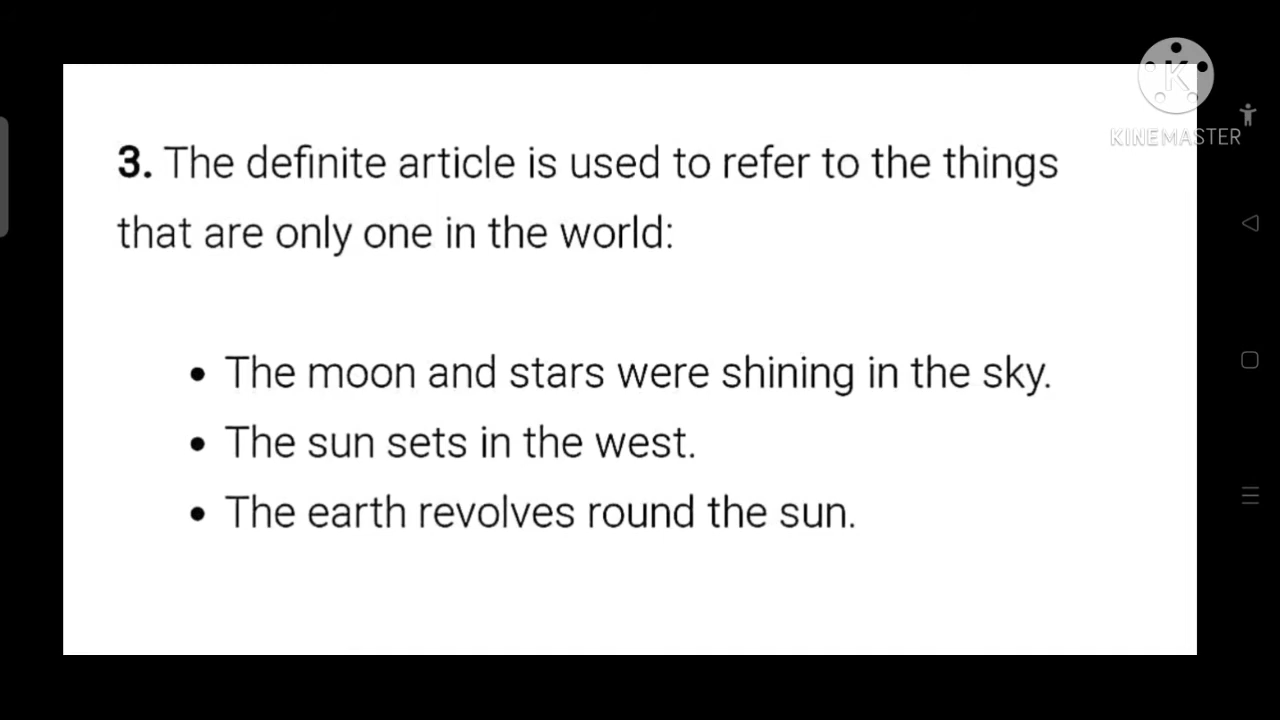 K
KINEMASTER
3. The definite article is used to refer to the things
that are only one in the world:
• The moon and stars were shining in the sky.
• The sun sets in the west.
• The earth revolves round the sun.